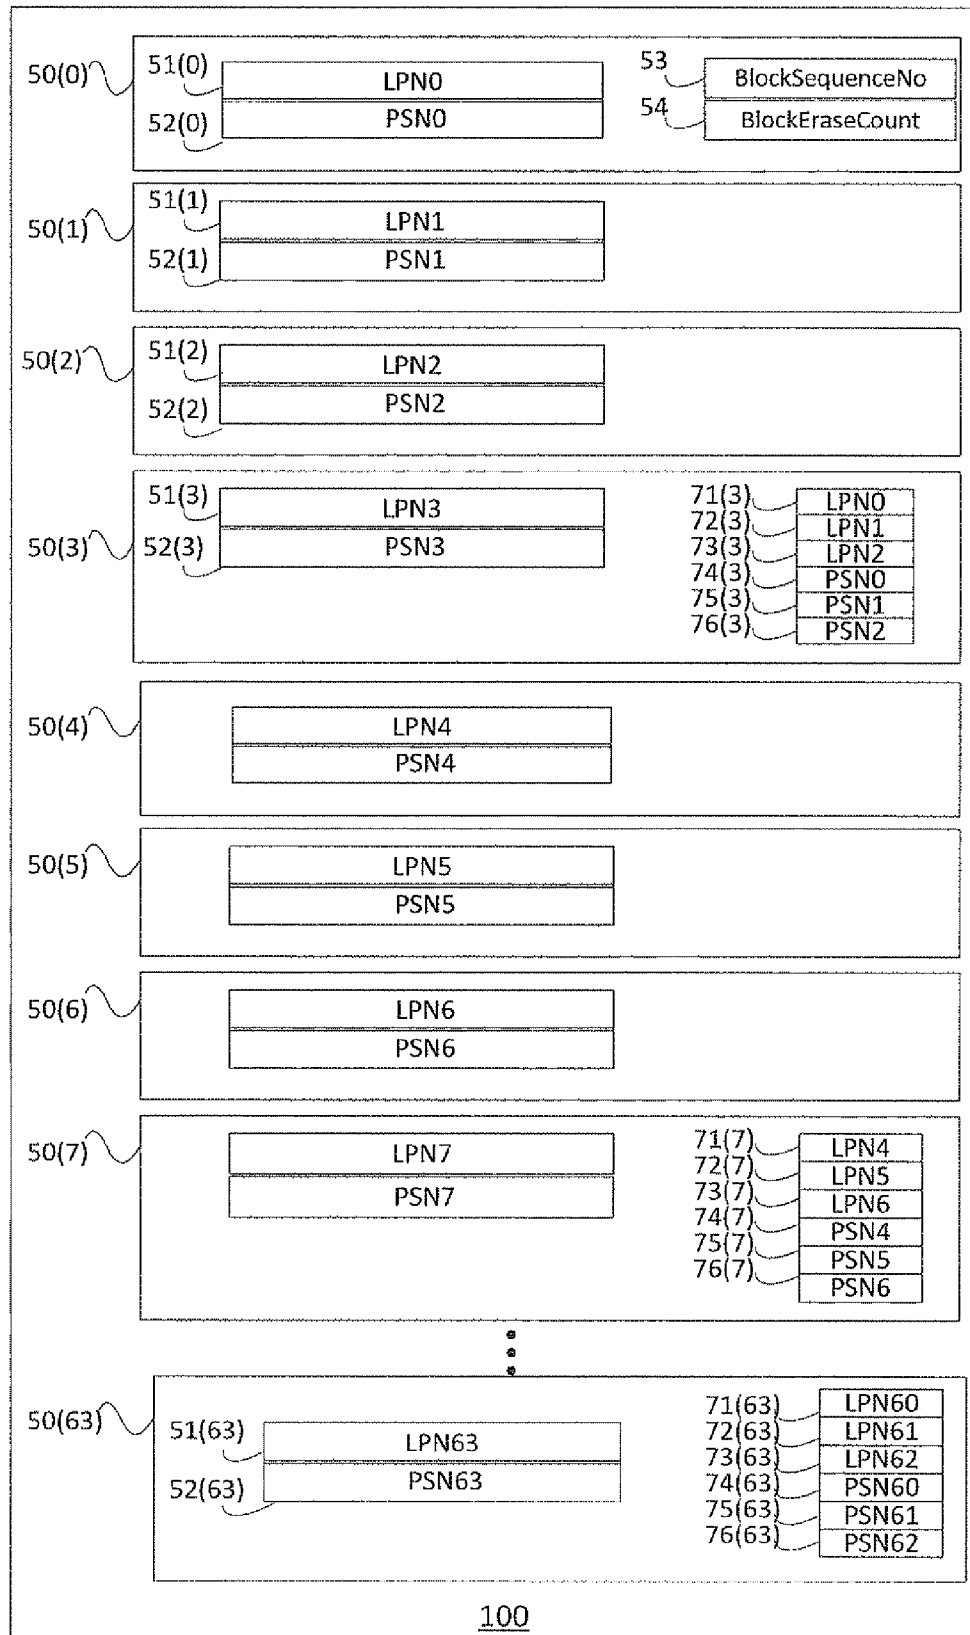 50(0)
51(0)
LPN0
52(0)
PSN0
53
BlockSequenceNo
54
BlockEraseCount
50(1)
51(1)
LPN1
52(1)
PSN1
50(2)
51(2)
LPN2
52(2)
PSN2
50(3)
51(3)
LPN3
52(3)
PSN3
71(3)
LPN0
72(3)
LPN1
73(3)
LPN2
74(3)
PSN0
75(3)
PSN1
76(3)
PSN2
50(4)
LPN4
PSN4
50(5)
LPN5
PSN5
50(6)
LPN6
PSN6
50(7)
LPN7
PSN7
71(7)
LPN4
72(7)
LPN5
73(7)
LPN6
74(7)
PSN4
75(7)
PSN5
76(7)
PSN6
50(63)
51(63)
LPN63
52(63)
PSN63
71(63)
LPN60
72(63)
LPN61
73(63)
LPN62
74(63)
PSN60
75(63)
PSN61
76(63)
PSN62
100